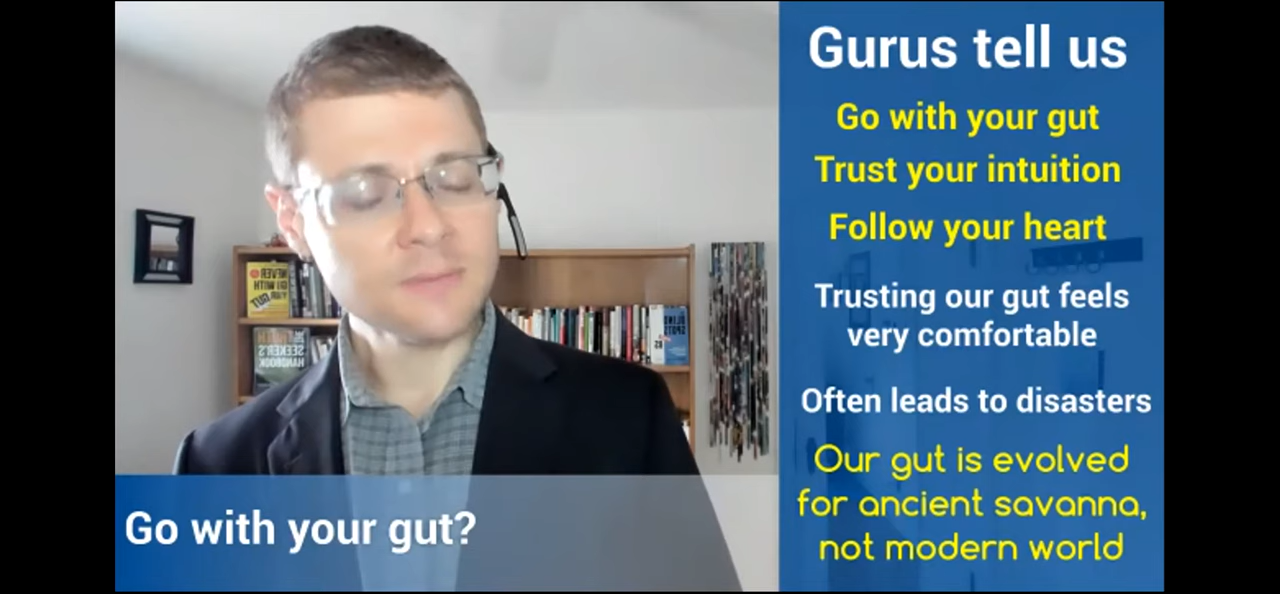 Gurus tell us
Go with your gut
Trust your intuition
Follow your heart
Trusting our gut feels
very comfortable
Often leads to disasters
Our gut is evolved
for ancient savanna,
not modern world
Go with your gut?
NEVER
GO WITH
YOUR
GUT
SEEKER'S
HANDBOOK
BLIND
SPOTS